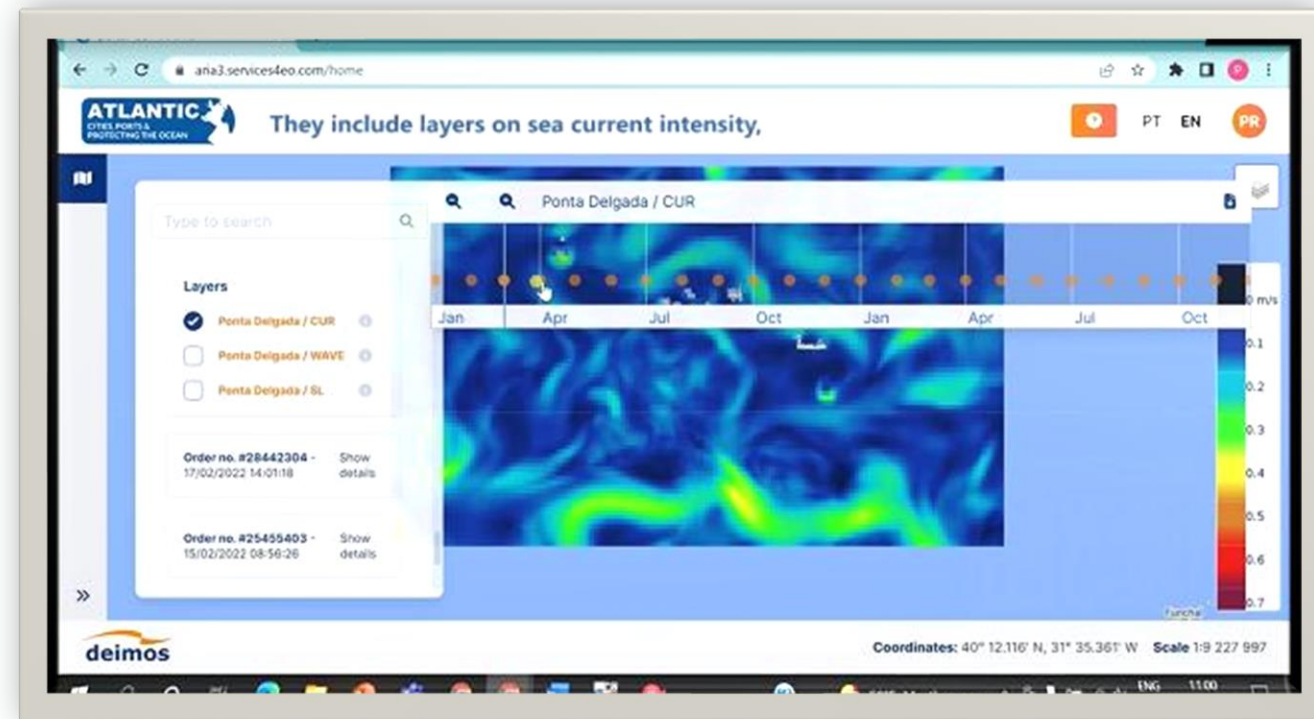 aria3.services4eo.com/home
ATLANTIC
CITIES, PORTS &
PROTECTING THE OCEAN
They include layers on sea current intensity,
PT EN PR
Type to search
Ponta Delgada / CUR
Layers
Ponta Delgada / CUR
Ponta Delgada / WAVE
Ponta Delgada / SL
Order no. #28442304 - Show
17/02/2022 14:01:18 details
Order no. #25455403 - Show
15/02/2022 08:56:26 details
Jan Apr Jul Oct Jan Apr Jul Oct
0 m/s
0.1
0.2
0.3
0.4
0.5
0.6
0.7
Funchal
deimos
Coordinates: 40° 12.116' N, 31° 35.361' W Scale 1:9 227 997
ENG 11:00